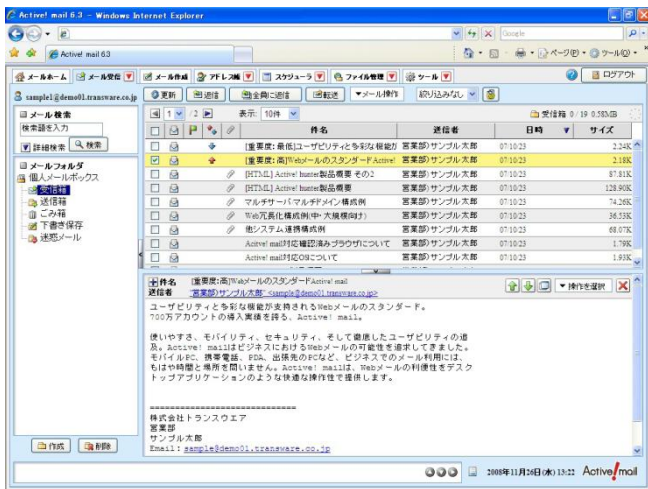 Active! mail 6.3 - Windows Internet Explorer
Google
Active! mail 6.3
ページ(P) ツール(O)
メールホーム メール受信 メール作成 アドレス帳 スケジュール ファイル管理 ツール ログアウト
sample1@demo01.transware.co.jp
更新 返信 全員に返信 転送 ▼メール操作 絞り込みなし
メール検索
検索語を入力
▼詳細検索 検索
メールフォルダ
個人メールボックス
受信箱
送信箱
ごみ箱
下書き保存
迷惑メール
作成 削除
1 /2 表示: 10件 受信箱 0 / 19 0.58MB
件名 送信者 日時 ▼ サイズ
[重要度:最低]ユーザビリティと多彩な機能が 営業部)サンプル太郎 07/10/23 2.24K
[重要度:高]Webメールのスタンダード Active! 営業部)サンプル太郎 07/10/23 2.18K
[HTML] Active! hunter製品概要 その2 営業部)サンプル太郎 07/10/23 87.81K
[HTML] Active! hunter製品概要 営業部)サンプル太郎 07/10/23 128.90K
マルチサーバマルチドメイン構成例 営業部)サンプル太郎 07/10/23 74.26K
Web冗長化構成例(中・大規模向け) 営業部)サンプル太郎 07/10/23 36.53K
他システム連携構成例 営業部)サンプル太郎 07/10/23 68.07K
Acitve! mail対応確認済みブラウザについて 営業部)サンプル太郎 07/10/23 1.79K
Active! mail対応OSについて 営業部)サンプル太郎 07/10/23 1.93K
件名 [重要度:高]Webメールのスタンダード Active! mail
送信者 "営業部)サンプル太郎" <sample@demo01.transware.co.jp>
▼操作を選択
ユーザビリティと多彩な機能が支持されるWebメールのスタンダード。
700万アカウントの導入実績を誇る、Active! mail。
使いやすさ、モバイリティ、セキュリティ、そして徹底したユーザビリティの追
及。Active! mailはビジネスにおけるWebメールの可能性を追求してきました。
モバイルPC、携帯電話、PDA、出張先のPCなど、ビジネスでのメール利用には、
もはや時間と場所を問いません。Active! mailは、Webメールの利便性をデスク
トップアプリケーションのような快適な操作性で提供します。
==============================
株式会社トランスウエア
営業部
サンプル太郎
Email: sample@demo01.transware.co.jp
2008年11月26日(水) 13:22 Active! mail